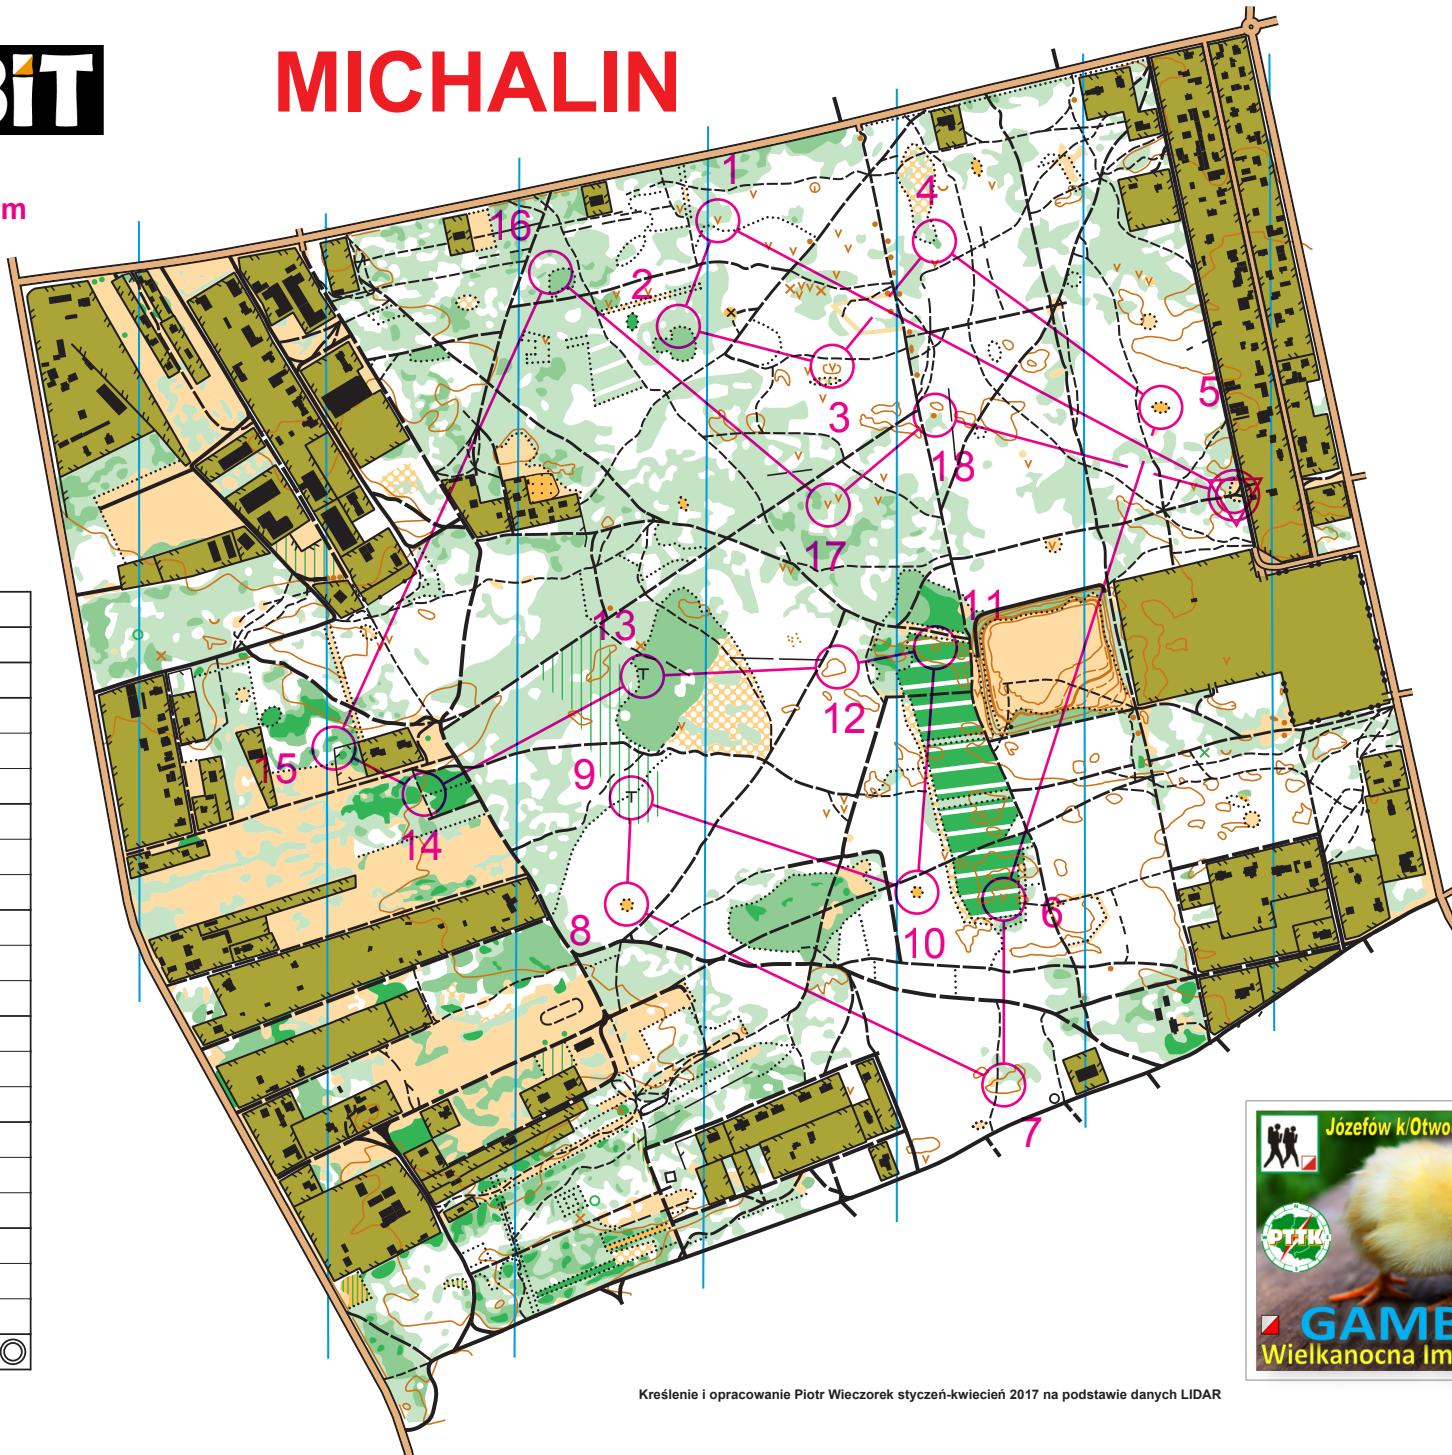 BiT
MICHALIN
m
1
16
4
2
5
3
18
17
11
13
12
15
9
14
6
8
10
7
Józefów k/Otwoc
PTTK
GAME
Wielkanocna Im
Kreślenie i opracowanie Piotr Wieczorek styczeń-kwiecień 2017 na podstawie danych LIDAR